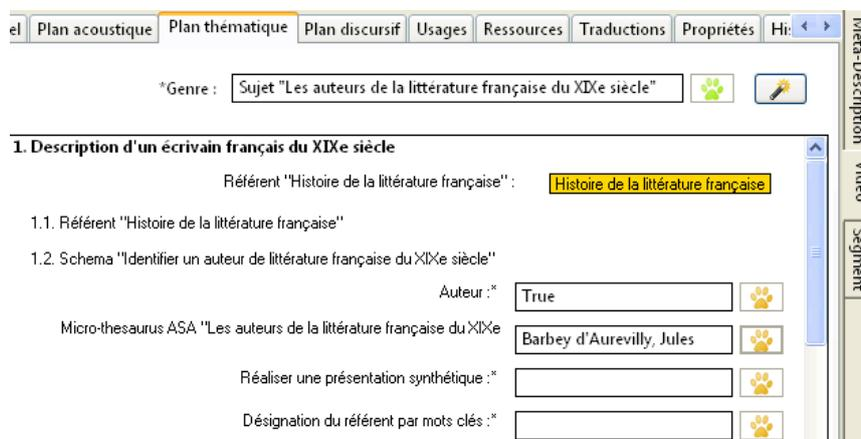 el Plan acoustique Plan thématique Plan discursif Usages Ressources Traductions Propriétés His
*Genre : Sujet "Les auteurs de la littérature française du XIXe siècle"
1. Description d'un écrivain français du XIXe siècle
Référent "Histoire de la littérature française" : Histoire de la littérature française
1.1. Référent "Histoire de la littérature française"
1.2. Schema "Identifier un auteur de littérature française du XIXe siècle"
Auteur :* True
Micro-thesaurus ASA "Les auteurs de la littérature française du XIXe Barbey d'Aurevilly, Jules
Réaliser une présentation synthétique :*
Désignation du référent par mots clés :*
Meta-Description
Video
Segment